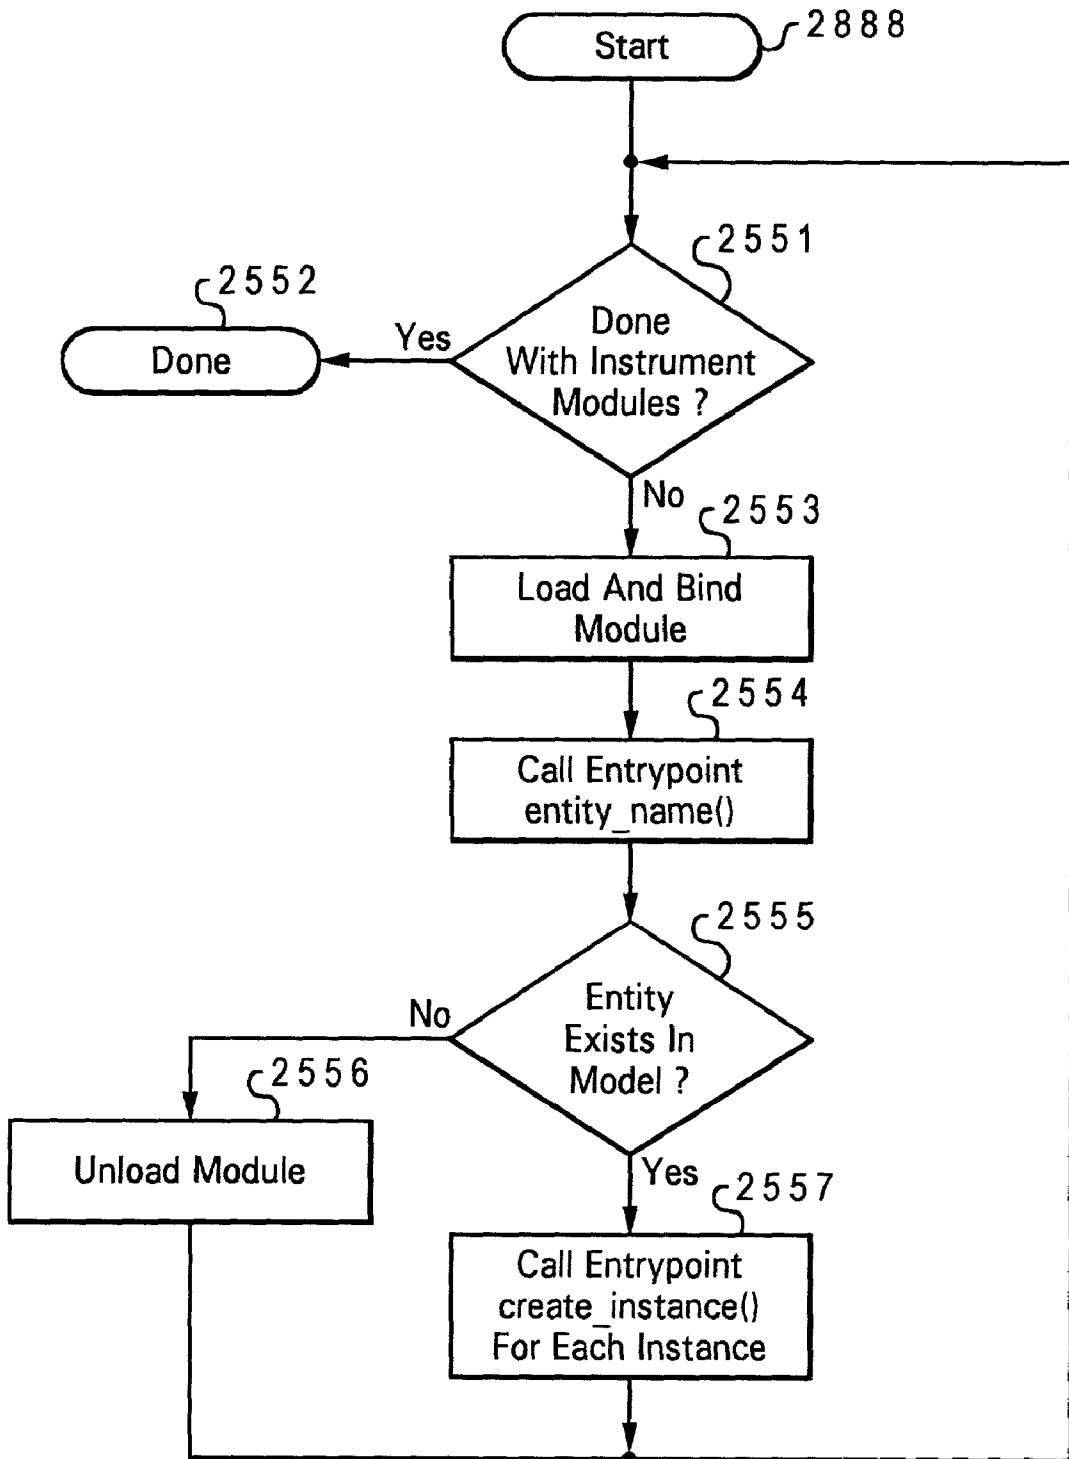 Start
2888
2551
2552
Done
Yes
Done
With Instrument
Modules ?
No
2553
Load And Bind
Module
2554
Call Entrypoint
entity_name()
2555
Entity
Exists In
Model ?
No
2556
Unload Module
Yes
2557
Call Entrypoint
create_instance()
For Each Instance